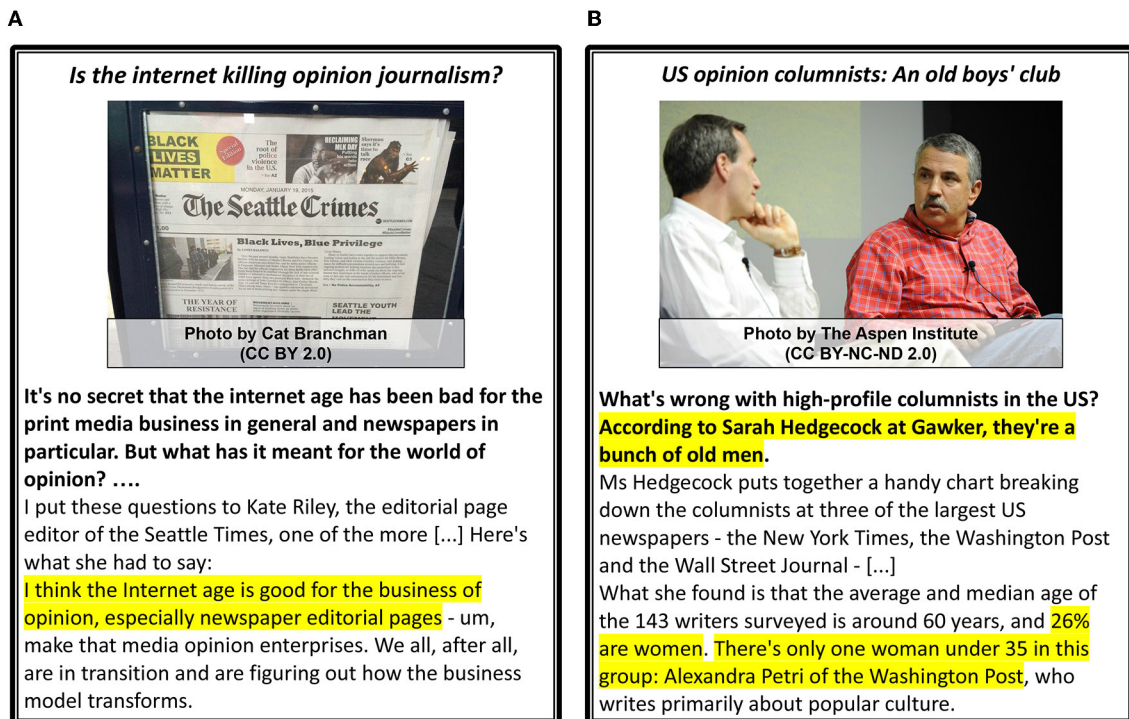 A
B
Is the internet killing opinion journalism?
BLACK
LIVES
MATTER
Special
Edition
The
root of
police
violence
in the U.S.
RECLAIMING
MLK DAY
Sherman
says it's
time to
talk
MONDAY, JANUARY 19, 2015
The Seattle Crimes
Black Lives, Blue Privilege
THE YEAR OF
RESISTANCE
SEATTLE YOUTH
LEAD THE
Photo by Cat Branchman
(CC BY 2.0)
It's no secret that the internet age has been bad for the
print media business in general and newspapers in
particular. But what has it meant for the world of
opinion? ….
I put these questions to Kate Riley, the editorial page
editor of the Seattle Times, one of the more [...] Here's
what she had to say:
I think the Internet age is good for the business of
opinion, especially newspaper editorial pages - um,
make that media opinion enterprises. We all, after all,
are in transition and are figuring out how the business
model transforms.
US opinion columnists: An old boys' club
Photo by The Aspen Institute
(CC BY-NC-ND 2.0)
What's wrong with high-profile columnists in the US?
According to Sarah Hedgecock at Gawker, they're a
bunch of old men.
Ms Hedgecock puts together a handy chart breaking
down the columnists at three of the largest US
newspapers - the New York Times, the Washington Post
and the Wall Street Journal - [...]
What she found is that the average and median age of
the 143 writers surveyed is around 60 years, and 26%
are women. There's only one woman under 35 in this
group: Alexandra Petri of the Washington Post, who
writes primarily about popular culture.